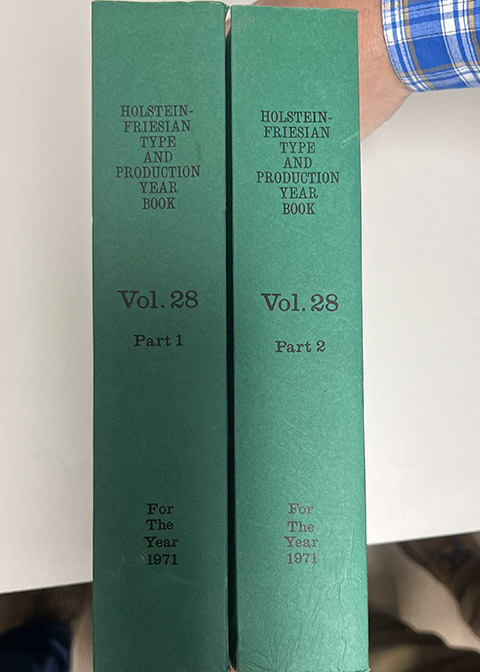 HOLSTEIN-
FRIESIAN
TYPE
AND
PRODUCTION
YEAR
BOOK
Vol. 28
Part 1
For
The
Year
1971
HOLSTEIN-
FRIESIAN
TYPE
AND
PRODUCTION
YEAR
BOOK
Vol. 28
Part 2
For
The
Year
1971